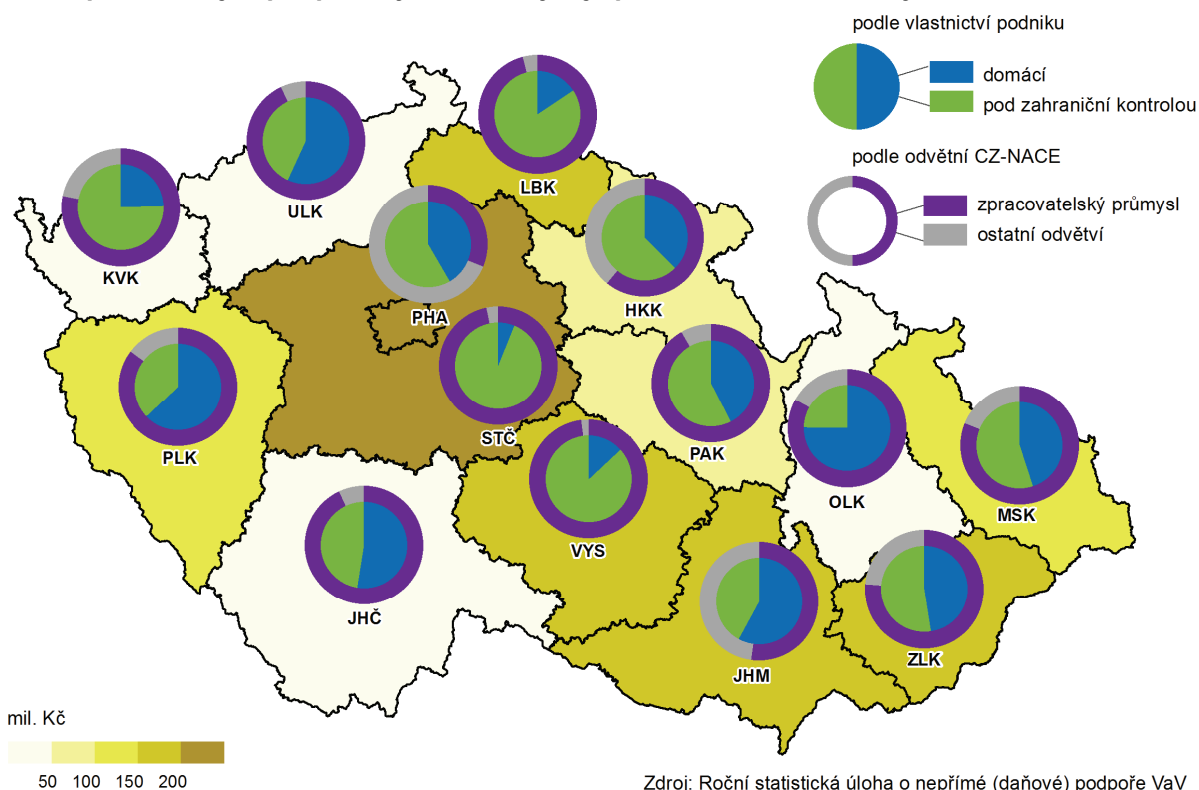 podle vlastnictví podniku
domácí
pod zahraniční kontrolou
podle odvětní CZ-NACE
zpracovatelský průmysl
ostatní odvětví
LBK
ULK
KVK
HKK
PHA
STČ
PLK
PAK
OLK
MSK
VYS
JHČ
ZLK
JHM
mil. Kč
50 100 150 200
Zdroj: Roční statistická úloha o nepřímé (daňové) podpoře VaV